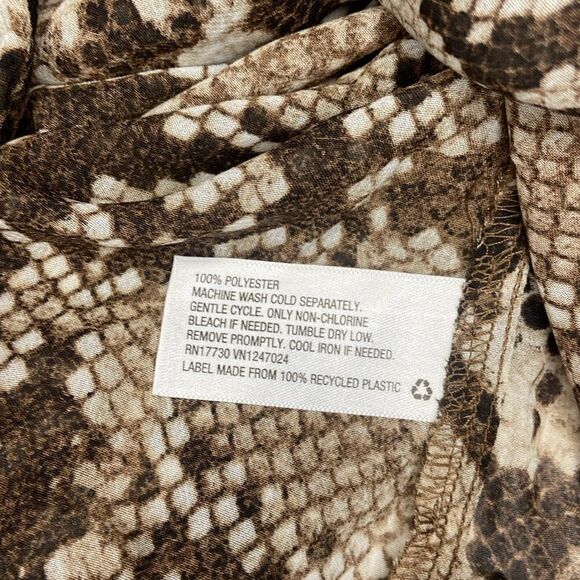 100% POLYESTER
MACHINE WASH COLD SEPARATELY.
GENTLE CYCLE. ONLY NON-CHLORINE
BLEACH IF NEEDED. TUMBLE DRY LOW.
REMOVE PROMPTLY. COOL IRON IF NEEDED.
RN17730 VN1247024
LABEL MADE FROM 100% RECYCLED PLASTIC